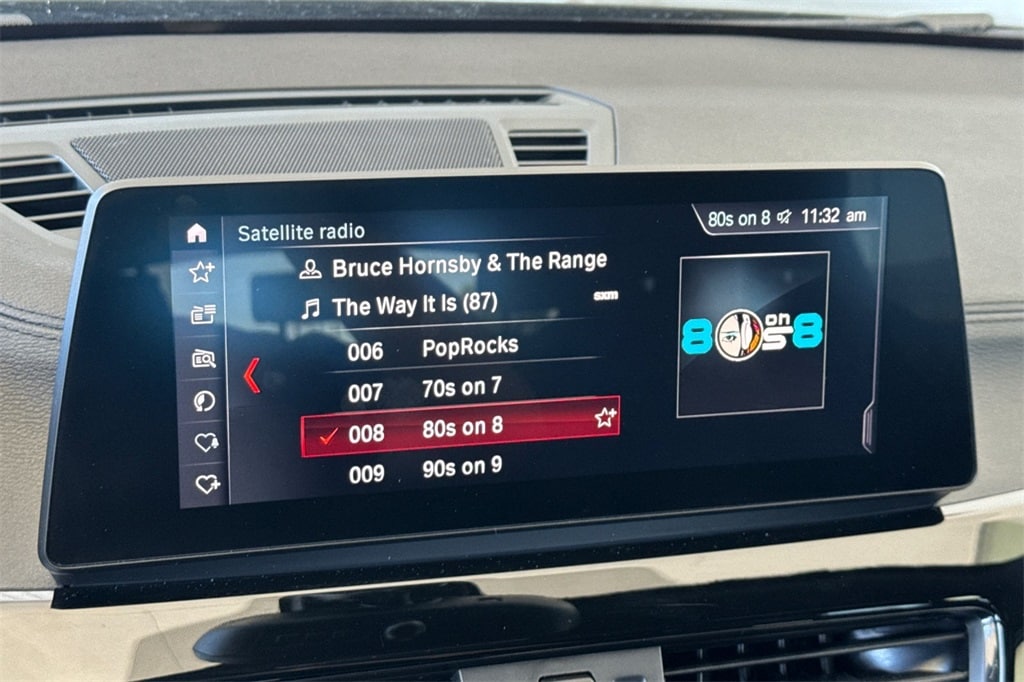 Satellite radio
80s on 8 11:32 am
Bruce Hornsby & The Range
The Way It Is (87)
sxm
006 PopRocks
007 70s on 7
008 80s on 8
009 90s on 9
80s on 8